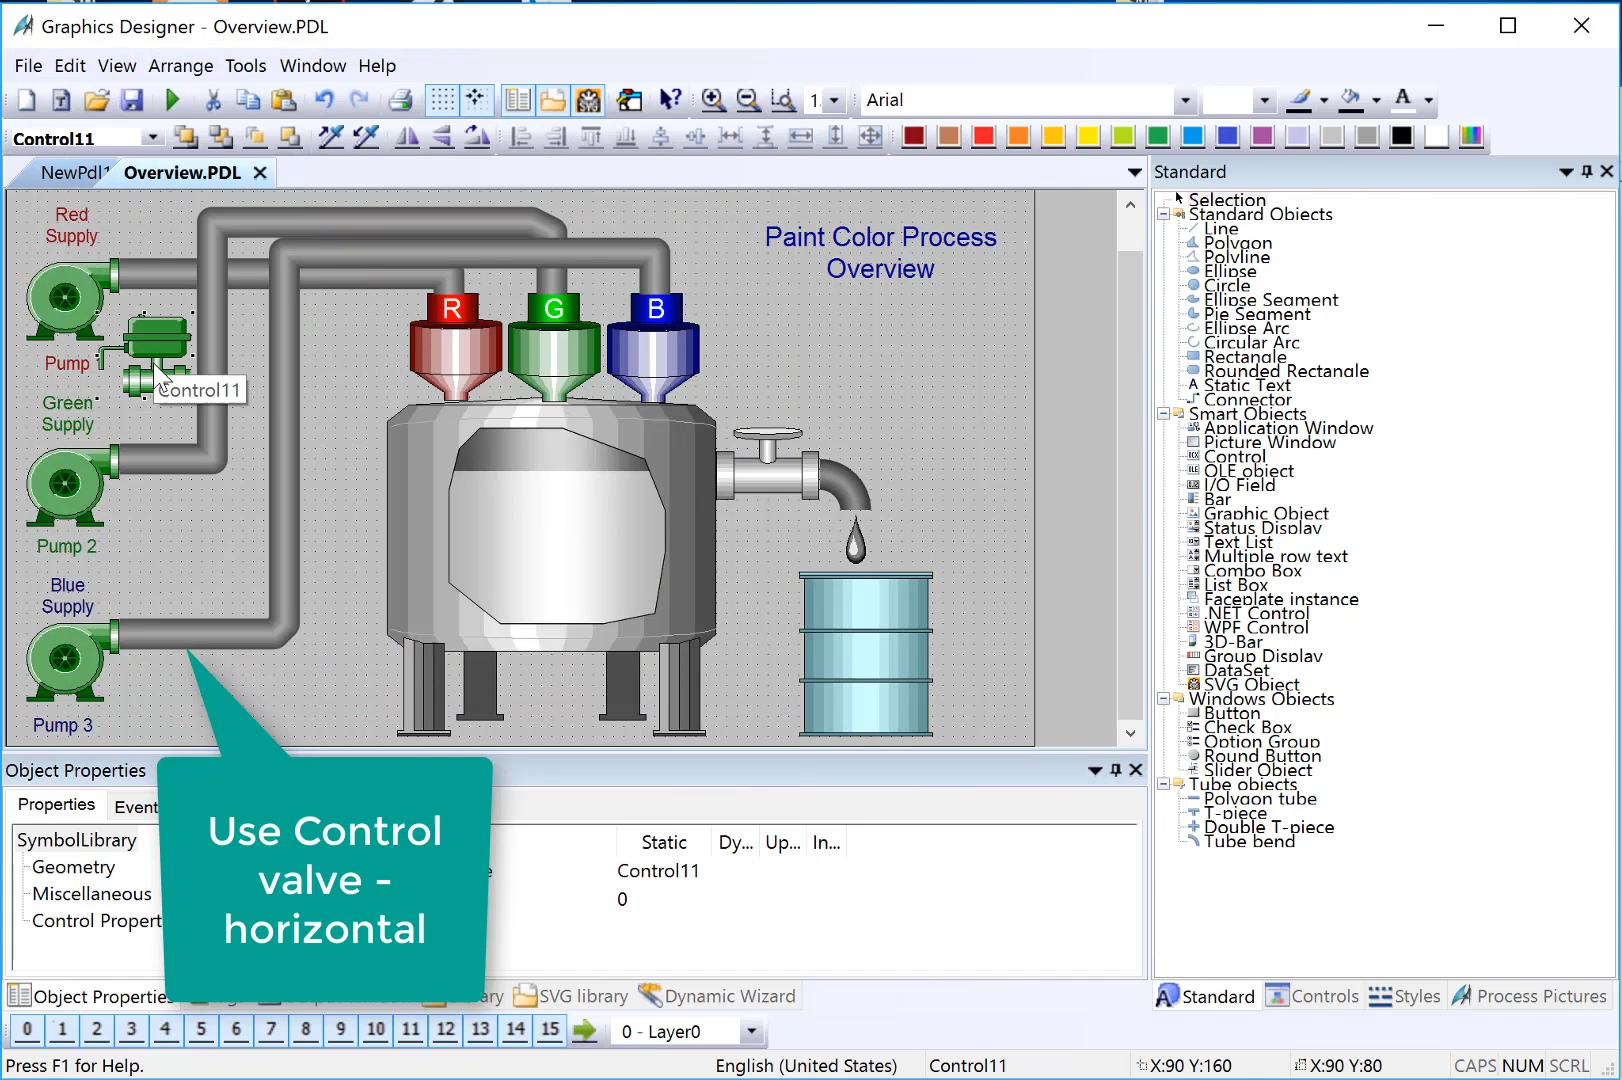 Graphics Designer - Overview.PDL
File Edit View Arrange Tools Window Help
1. Arial A
Control11
NewPdl1 Overview.PDL
Standard
Red
Supply
Pump
Control11
Green
Supply
Pump 2
Blue
Supply
Pump 3
R G B
Paint Color Process
Overview
Selection
Standard Objects
Line
Polygon
Polyline
Ellipse
Circle
Ellipse Segment
Pie Segment
Ellipse Arc
Circular Arc
Rectangle
Rounded Rectangle
Static Text
Connector
Smart Objects
Application Window
Picture Window
Control
OLE object
I/O Field
Bar
Graphic Object
Status Display
Text List
Multiple row text
Combo Box
List Box
Faceplate instance
.NET Control
WPF Control
3D-Bar
Group Display
DataSet
SVG Object
Windows Objects
Button
Check Box
Option Group
Round Button
Slider Object
Tube objects
Polygon tube
T-piece
Double T-piece
Tube bend
Object Properties
Properties Event
SymbolLibrary
Geometry
Miscellaneous
Control Propert
Static Dy... Up... In...
Control11
0
Use Control
valve -
horizontal
Object Properties SVG library Dynamic Wizard
Standard Controls Styles Process Pictures
0 1 2 3 4 5 6 7 8 9 10 11 12 13 14 15 0 - Layer0
Press F1 for Help. English (United States) Control11 X:90 Y:160 X:90 Y:80 CAPS NUM SCRL